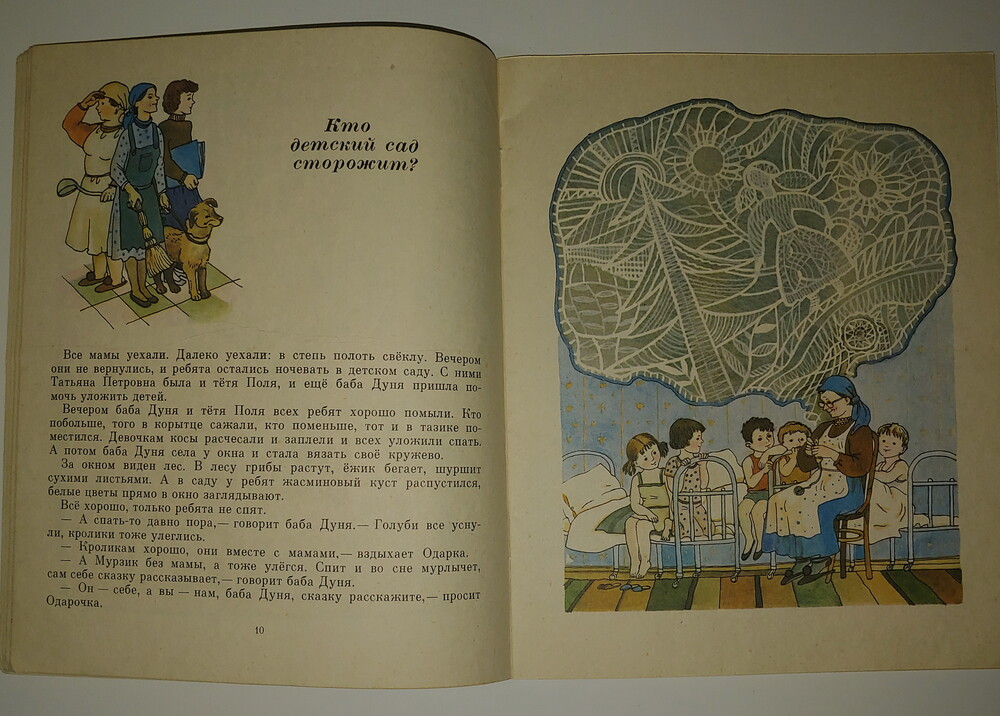 Кто
детский сад
сторожит?
Все мамы уехали. Далеко уехали: в степь полоть свёклу. Вечером
они не вернулись, и ребята остались ночевать в детском саду. С ними
Татьяна Петровна была и тётя Поля, и ещё баба Дуня пришла по-
мочь уложить детей.
Вечером баба Дуня и тётя Поля всех ребят хорошо помыли. Кто
побольше, того в корытце сажали, кто поменьше, тот и в тазике по-
местился. Девочкам косы расчесали и заплели и всех уложили спать.
А потом баба Дуня села у окна и стала вязать своё кружево.
За окном виден лес. В лесу грибы растут, ёжик бегает, шуршит
сухими листьями. А в саду у ребят жасминовый куст распустился,
белые цветы прямо в окно заглядывают.
Всё хорошо, только ребята не спят.
— А спать-то давно пора,— говорит баба Дуня.— Голуби все усну-
ли, кролики тоже улеглись.
— Кроликам хорошо, они вместе с мамами,— вздыхает Одарка.
— А Мурзик без мамы, а тоже улёгся. Спит и во сне мурлычет,
сам себе сказку рассказывает,— говорит баба Дуня.
— Он — себе, а вы — нам, баба Дуня, сказку расскажите,— просит
Одарочка.
10